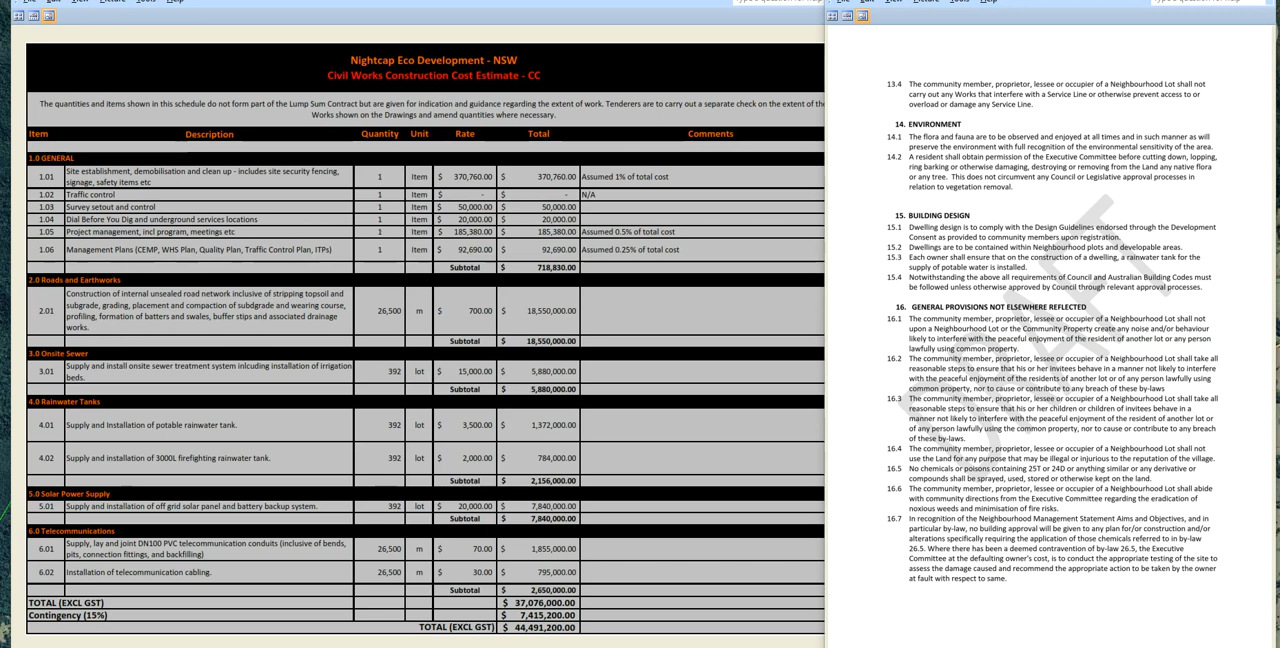 File Edit View Picture Tools Help
Nightcap Eco Development - NSW
Civil Works Construction Cost Estimate - CC
The quantities and items shown in this schedule do not form part of the Lump Sum Contract but are given for indication and guidance regarding the extent of work. Tenderers are to carry out a separate check on the extent of the
Works shown on the Drawings and amend quantities where necessary.
Item Description Quantity Unit Rate Total Comments
1.0 GENERAL
1.01 Site establishment, demobilisation and clean up - includes site security fencing, signage, safety items etc 1 Item $ 370,760.00 $ 370,760.00 Assumed 1% of total cost
1.02 Traffic control 1 Item $ - $ - N/A
1.03 Survey setout and control 1 Item $ 50,000.00 $ 50,000.00
1.04 Dial Before You Dig and underground services locations 1 Item $ 20,000.00 $ 20,000.00
1.05 Project management, incl program, meetings etc 1 Item $ 185,380.00 $ 185,380.00 Assumed 0.5% of total cost
1.06 Management Plans (CEMP, WHS Plan, Quality Plan, Traffic Control Plan, ITPs) 1 Item $ 92,690.00 $ 92,690.00 Assumed 0.25% of total cost
Subtotal $ 718,830.00
2.0 Roads and Earthworks
2.01 Construction of internal unsealed road network inclusive of stripping topsoil and
subgrade, grading, placement and compaction of subdgrade and wearing course,
profiling, formation of batters and swales, buffer stips and associated drainage
works. 26,500 m $ 700.00 $ 18,550,000.00
Subtotal $ 18,550,000.00
3.0 Onsite Sewer
3.01 Supply and install onsite sewer treatment system inlcuding installation of irrigation
beds. 392 lot $ 15,000.00 $ 5,880,000.00
Subtotal $ 5,880,000.00
4.0 Rainwater Tanks
4.01 Supply and Installation of potable rainwater tank. 392 lot $ 3,500.00 $ 1,372,000.00
4.02 Supply and installation of 3000L firefighting rainwater tank. 392 lot $ 2,000.00 $ 784,000.00
Subtotal $ 2,156,000.00
5.0 Solar Power Supply
5.01 Supply and installation of off grid solar panel and battery backup system. 392 lot $ 20,000.00 $ 7,840,000.00
Subtotal $ 7,840,000.00
6.0 Telecommunications
6.01 Supply, lay and joint DN100 PVC telecommunication conduits (inclusive of bends,
pits, connection fittings, and backfilling) 26,500 m $ 70.00 $ 1,855,000.00
6.02 Installation of telecommunication cabling. 26,500 m $ 30.00 $ 795,000.00
Subtotal $ 2,650,000.00
TOTAL (EXCL GST) $ 37,076,000.00
Contingency (15%) $ 7,415,200.00
TOTAL (EXCL GST) $ 44,491,200.00
File Edit View Picture Tools Help
13.4 The community member, proprietor, lessee or occupier of a Neighbourhood Lot shall not
carry out any Works that interfere with a Service Line or otherwise prevent access to or
overload or damage any Service Line.
14. ENVIRONMENT
14.1 The flora and fauna are to be observed and enjoyed at all times and in such manner as will
preserve the environment with full recognition of the environmental sensitivity of the area.
14.2 A resident shall obtain permission of the Executive Committee before cutting down, lopping,
ring barking or otherwise damaging, destroying or removing from the Land any native flora
or any tree. This does not circumvent any Council or Legislative approval processes in
relation to vegetation removal.
15. BUILDING DESIGN
15.1 Dwelling design is to comply with the Design Guidelines endorsed through the Development
Consent as provided to community members upon registration.
15.2 Dwellings are to be contained within Neighbourhood plots and developable areas.
15.3 Each owner shall ensure that on the construction of a dwelling, a rainwater tank for the
supply of potable water is installed.
15.4 Notwithstanding the above all requirements of Council and Australian Building Codes must
be followed unless otherwise approved by Council through relevant approval processes.
16. GENERAL PROVISIONS NOT ELSEWHERE REFLECTED
16.1 The community member, proprietor, lessee or occupier of a Neighbourhood Lot shall not
upon a Neighbourhood Lot or the Community Property create any noise and/or behaviour
likely to interfere with the peaceful enjoyment of the resident of another lot or any person
lawfully using common property.
16.2 The community member, proprietor, lessee or occupier of a Neighbourhood Lot shall take all
reasonable steps to ensure that his or her invitees behave in a manner not likely to interfere
with the peaceful enjoyment of the residents of another lot or of any person lawfully using
common property, nor to cause or contribute to any breach of these by-laws
16.3 The community member, proprietor, lessee or occupier of a Neighbourhood Lot shall take all
reasonable steps to ensure that his or her children or children of invitees behave in a
manner not likely to interfere with the peaceful enjoyment of the resident of another lot or
of any person lawfully using the common property, nor to cause or contribute to any breach
of these by-laws.
16.4 The community member, proprietor, lessee or occupier of a Neighbourhood Lot shall not
use the Land for any purpose that may be illegal or injurious to the reputation of the village.
16.5 No chemicals or poisons containing 25T or 24D or anything similar or any derivative or
compounds shall be sprayed, used, stored or otherwise kept on the land.
16.6 The community member, proprietor, lessee or occupier of a Neighbourhood Lot shall abide
with community directions from the Executive Committee regarding the eradication of
noxious weeds and minimisation of fire risks.
16.7 In recognition of the Neighbourhood Management Statement Aims and Objectives, and in
particular by-law, no building approval will be given to any plan for/or construction and/or
alterations specifically requiring the application of those chemicals referred to in by-law
26.5. Where there has been a deemed contravention of by-law 26.5, the Executive
Committee at the defaulting owner's cost, is to conduct the appropriate testing of the site to
assess the damage caused and recommend the appropriate action to be taken by the owner
at fault with respect to same.
DRAFT